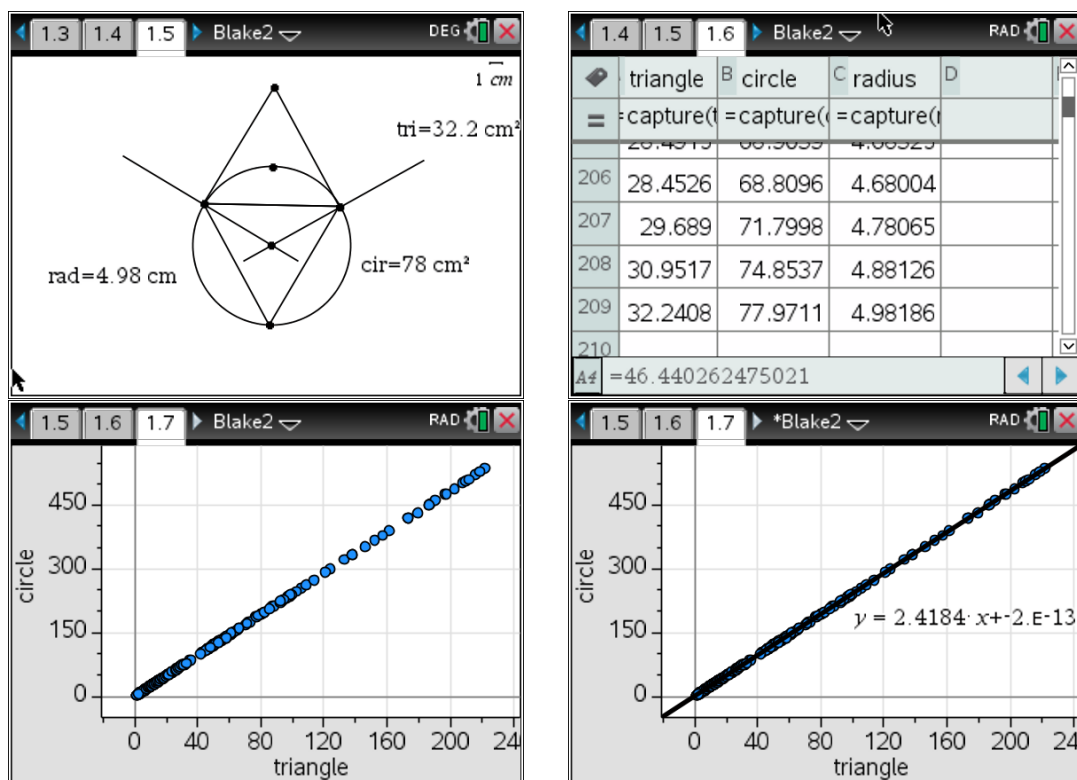 1.3 1.4 1.5 Blake2 DEG
1 cm
tri=32.2 cm²
rad=4.98 cm
cir=78 cm²
1.4 1.5 1.6 Blake2 RAD
triangle B circle C radius D
= =capture(t =capture( =capture(r
206 28.4526 68.8096 4.68004
207 29.689 71.7998 4.78065
208 30.9517 74.8537 4.88126
209 32.2408 77.9711 4.98186
210
A4 =46.440262475021
1.5 1.6 1.7 Blake2 RAD
circle
450
300
150
0
0 40 80 120 160 200 24
triangle
1.5 1.6 1.7 *Blake2 RAD
circle
450
300
150
0
y = 2.4184· x+-2.E-13
0 40 80 120 160 200 24
triangle